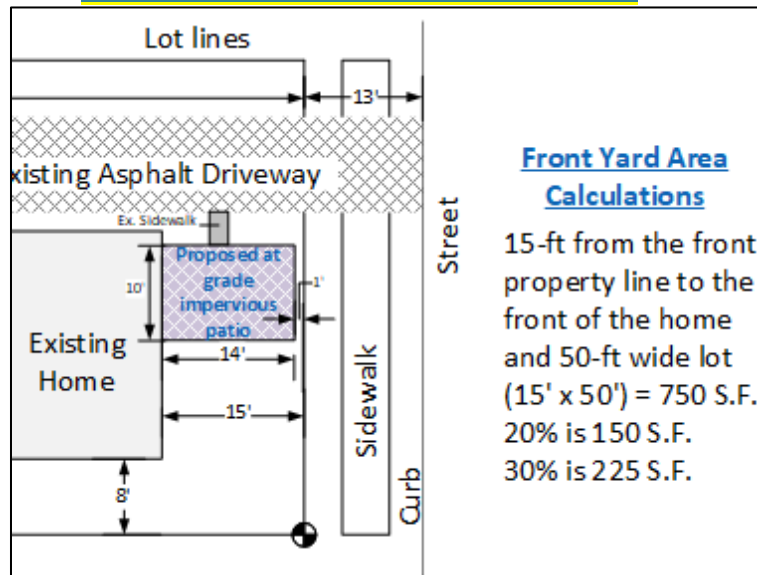 Lot lines
13'
xisting Asphalt Driveway
Ex. Sidewalk
Proposed at
grade
impervious
patio
10'
1'
14'
15'
Existing
Home
8'
Sidewalk
Curb
Street
Front Yard Area
Calculations
15-ft from the front
property line to the
front of the home
and 50-ft wide lot
(15' x 50') = 750 S.F.
20% is 150 S.F.
30% is 225 S.F.